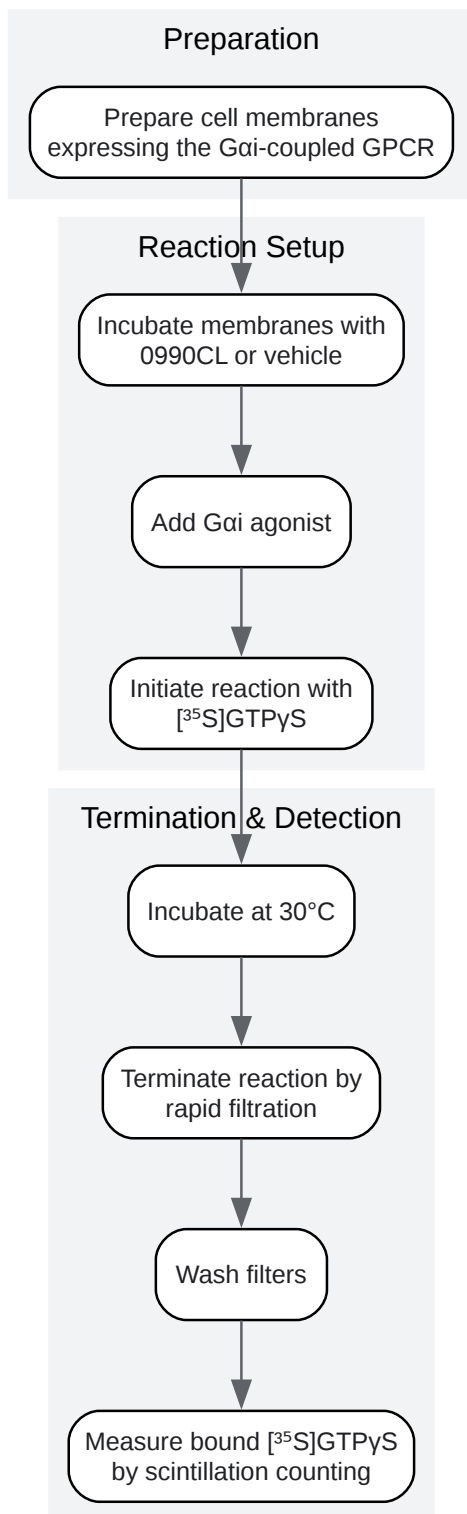 Preparation
Prepare cell membranes
expressing the Gαi-coupled GPCR
Reaction Setup
Incubate membranes with
0990CL or vehicle
Add Gαi agonist
Initiate reaction with
[³⁵S]GTPγS
Termination & Detection
Incubate at 30°C
Terminate reaction by
rapid filtration
Wash filters
Measure bound [³⁵S]GTPγS
by scintillation counting